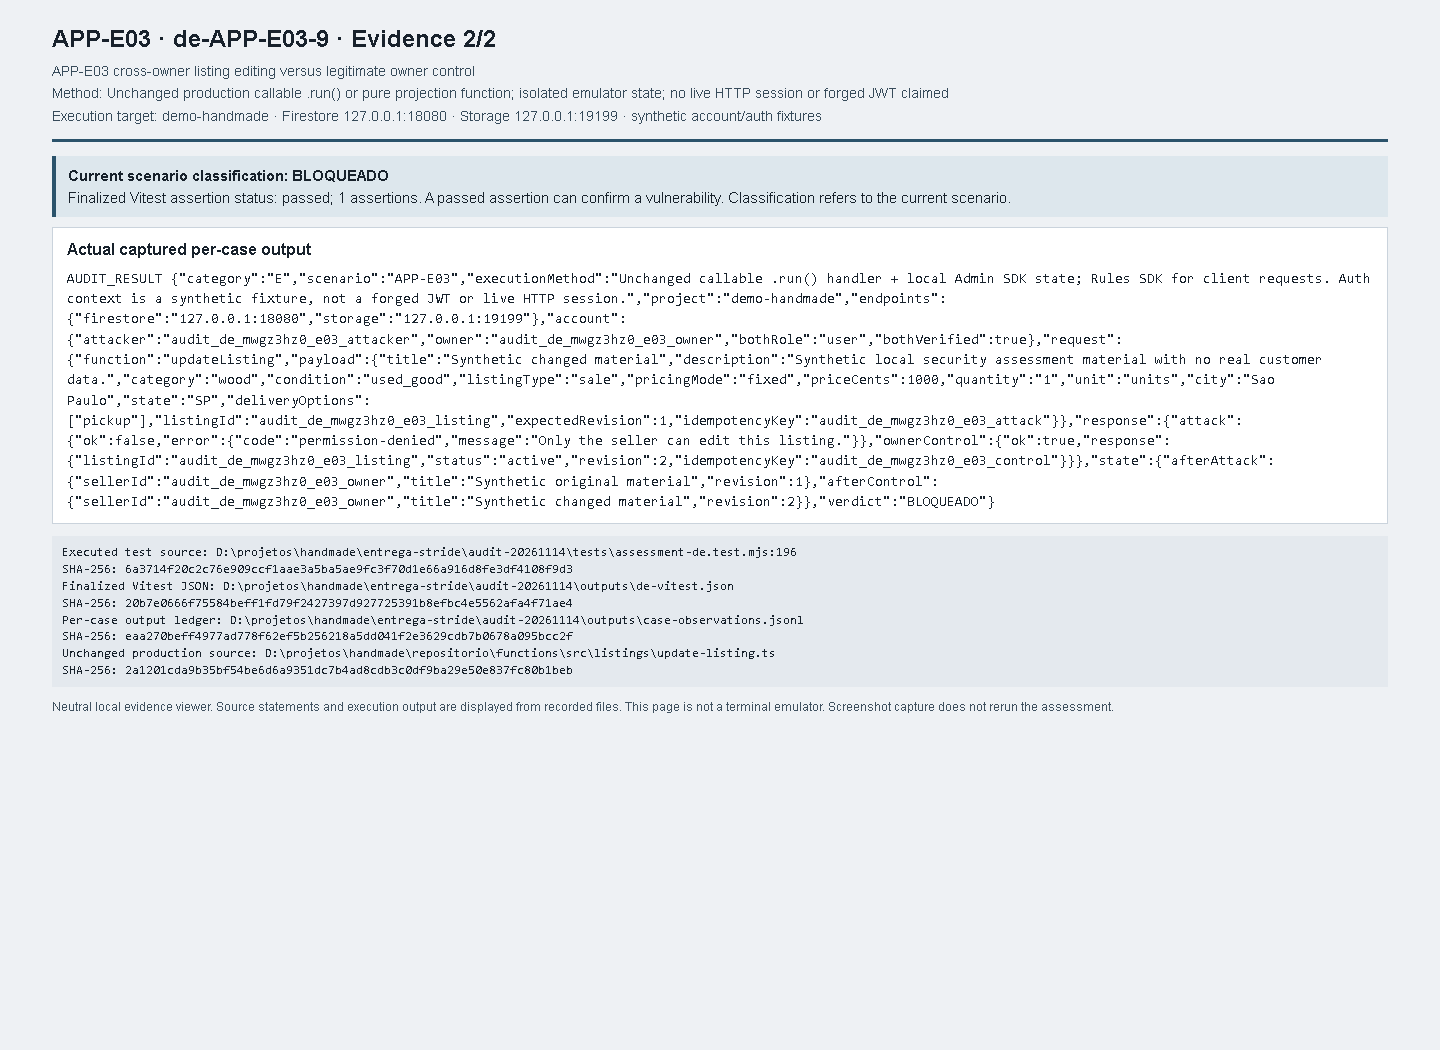 APP-E03 · de-APP-E03-9 · Evidence 2/2
APP-E03 cross-owner listing editing versus legitimate owner control
Method: Unchanged production callable .run() or pure projection function; isolated emulator state; no live HTTP session or forged JWT claimed
Execution target: demo-handmade · Firestore 127.0.0.1:18080 · Storage 127.0.0.1:19199 · synthetic account/auth fixtures
Current scenario classification: BLOQUEADO
Finalized Vitest assertion status: passed; 1 assertions. A passed assertion can confirm a vulnerability. Classification refers to the current scenario.
Actual captured per-case output
AUDIT_RESULT {"category":"E","scenario":"APP-E03","executionMethod":"Unchanged callable .run() handler + local Admin SDK state; Rules SDK for client requests. Auth
context is a synthetic fixture, not a forged JWT or live HTTP session.","project":"demo-handmade","endpoints":
{"firestore":"127.0.0.1:18080","storage":"127.0.0.1:19199"},"account":
{"attacker":"audit_de_mwgz3hz0_e03_attacker","owner":"audit_de_mwgz3hz0_e03_owner","bothRole":"user","bothVerified":true},"request":
{"function":"updateListing","payload":{"title":"Synthetic changed material","description":"Synthetic local security assessment material with no real customer
data.","category":"wood","condition":"used_good","listingType":"sale","pricingMode":"fixed","priceCents":1000,"quantity":"1","unit":"units","city":"Sao
Paulo","state":"SP","deliveryOptions":
["pickup"],"listingId":"audit_de_mwgz3hz0_e03_listing","expectedRevision":1,"idempotencyKey":"audit_de_mwgz3hz0_e03_attack"}},"response":{"attack":
{"ok":false,"error":{"code":"permission-denied","message":"Only the seller can edit this listing."}},"ownerControl":{"ok":true,"response":
{"listingId":"audit_de_mwgz3hz0_e03_listing","status":"active","revision":2,"idempotencyKey":"audit_de_mwgz3hz0_e03_control"}}},"state":{"afterAttack":
{"sellerId":"audit_de_mwgz3hz0_e03_owner","title":"Synthetic original material","revision":1},"afterControl":
{"sellerId":"audit_de_mwgz3hz0_e03_owner","title":"Synthetic changed material","revision":2}},"verdict":"BLOQUEADO"}
Executed test source: D:\projetos\handmade\entrega-stride\audit-20261114\tests\assessment-de.test.mjs:196
SHA-256: 6a3714f20c2c76e909ccf1aae3a5ba5ae9fc3f70d1e66a916d8fe3df4108f9d3
Finalized Vitest JSON: D:\projetos\handmade\entrega-stride\audit-20261114\outputs\de-vitest.json
SHA-256: 20b7e0666f75584beff1fd79f2427397d927725391b8efbc4e5562afa4f71ae4
Per-case output ledger: D:\projetos\handmade\entrega-stride\audit-20261114\outputs\case-observations.jsonl
SHA-256: eaa270beff4977ad778f62ef5b256218a5dd041f2e3629cdb7b0678a095bcc2f
Unchanged production source: D:\projetos\handmade\repositorio\functions\src\listings\update-listing.ts
SHA-256: 2a1201cda9b35bf54be6d6a9351dc7b4ad8cdb3c0df9ba29e50e837fc80b1beb
Neutral local evidence viewer. Source statements and execution output are displayed from recorded files. This page is not a terminal emulator. Screenshot capture does not rerun the assessment.